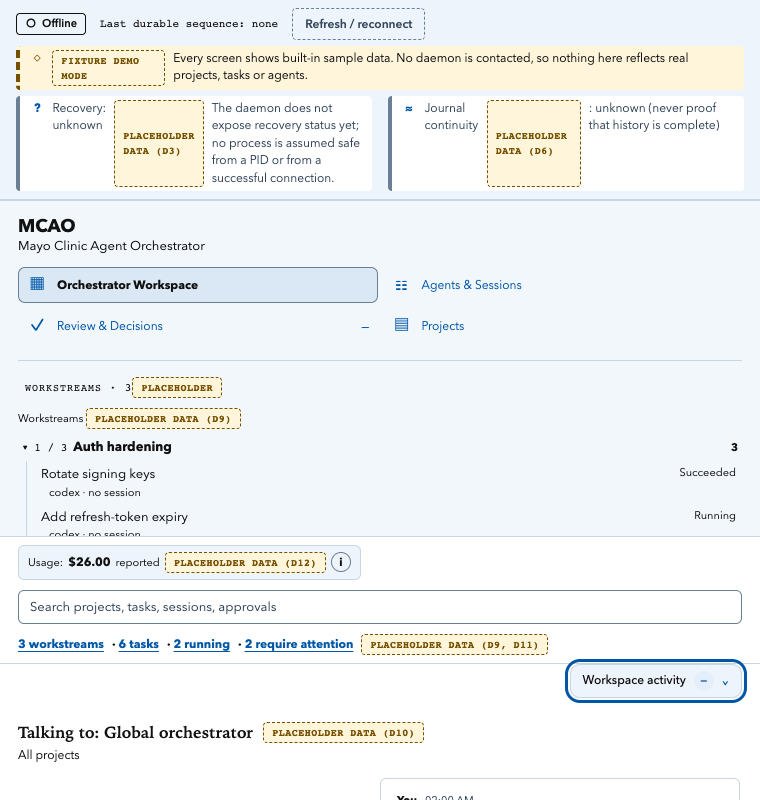 Offline
Last durable sequence: none
Refresh / reconnect
FIXTURE DEMO
MODE
Every screen shows built-in sample data. No daemon is contacted, so nothing here reflects real
projects, tasks or agents.
?
Recovery:
unknown
PLACEHOLDER
DATA (D3)
The daemon does not
expose recovery status yet;
no process is assumed safe
from a PID or from a
successful connection.
≈
Journal
continuity
PLACEHOLDER
DATA (D6)
: unknown (never proof
that history is complete)
MCAO
Mayo Clinic Agent Orchestrator
Orchestrator Workspace
Agents & Sessions
Review & Decisions —
Projects
WORKSTREAMS · 3 PLACEHOLDER
Workstreams PLACEHOLDER DATA (D9)
▾ 1 / 3 Auth hardening 3
Rotate signing keys Succeeded
codex · no session
Add refresh-token expiry Running
codex · no session
Usage: $26.00 reported PLACEHOLDER DATA (D12) i
Search projects, tasks, sessions, approvals
3 workstreams · 6 tasks · 2 running · 2 require attention PLACEHOLDER DATA (D9, D11)
Workspace activity –
Talking to: Global orchestrator PLACEHOLDER DATA (D10)
All projects
You 02:00 AM